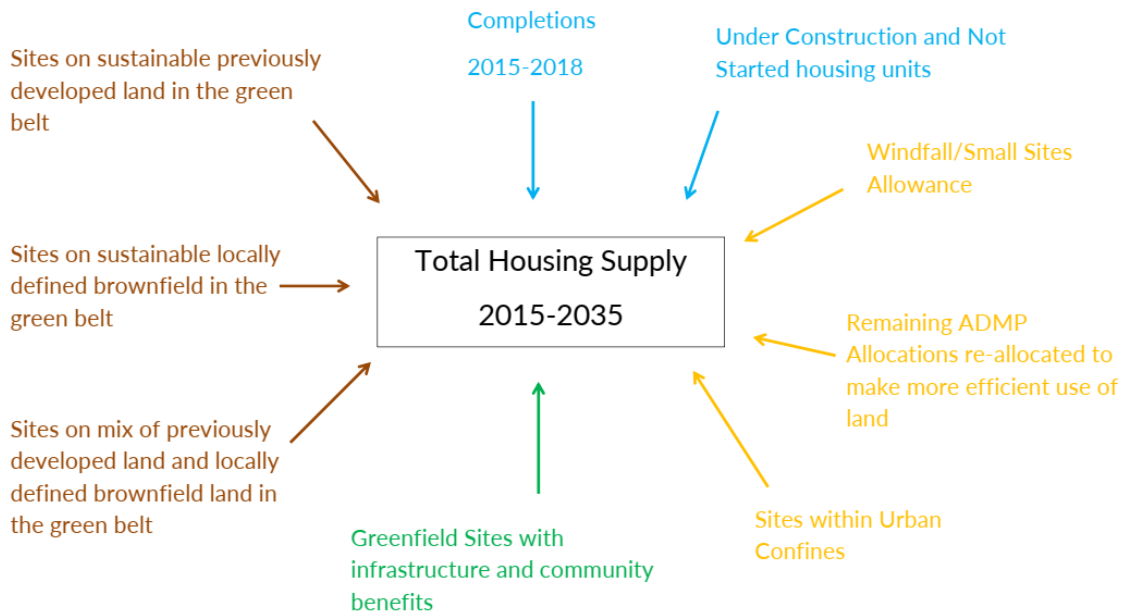 Completions
2015-2018
Under Construction and Not
Started housing units
Sites on sustainable previously
developed land in the green
belt
Windfall/Small Sites
Allowance
Sites on sustainable locally
defined brownfield in the
green belt
Total Housing Supply
2015-2035
Remaining ADMP
Allocations re-allocated to
make more efficient use of
land
Sites on mix of previously
developed land and locally
defined brownfield land in
the green belt
Greenfield Sites with
infrastructure and community
benefits
Sites within Urban
Confines